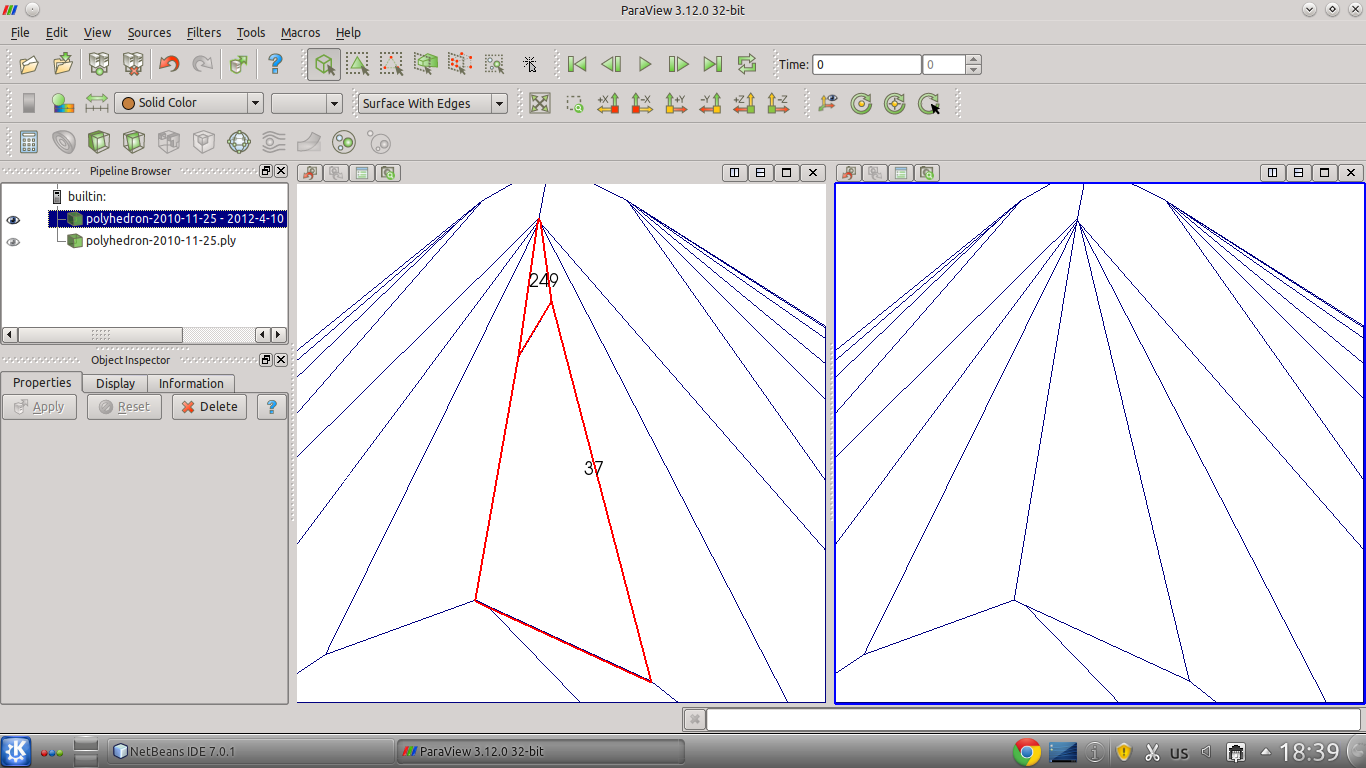 ParaView 3.12.0 32-bit
File Edit View Sources Filters Tools Macros Help
? Time: 0 0
Solid Color Surface With Edges +X -X +Y -Y +Z -Z
Pipeline Browser
builtin:
polyhedron-2010-11-25 - 2012-4-10
polyhedron-2010-11-25.ply
Object Inspector
Properties Display Information
Apply Reset Delete ?
249
37
NetBeans IDE 7.0.1 ParaView 3.12.0 32-bit us 18:39